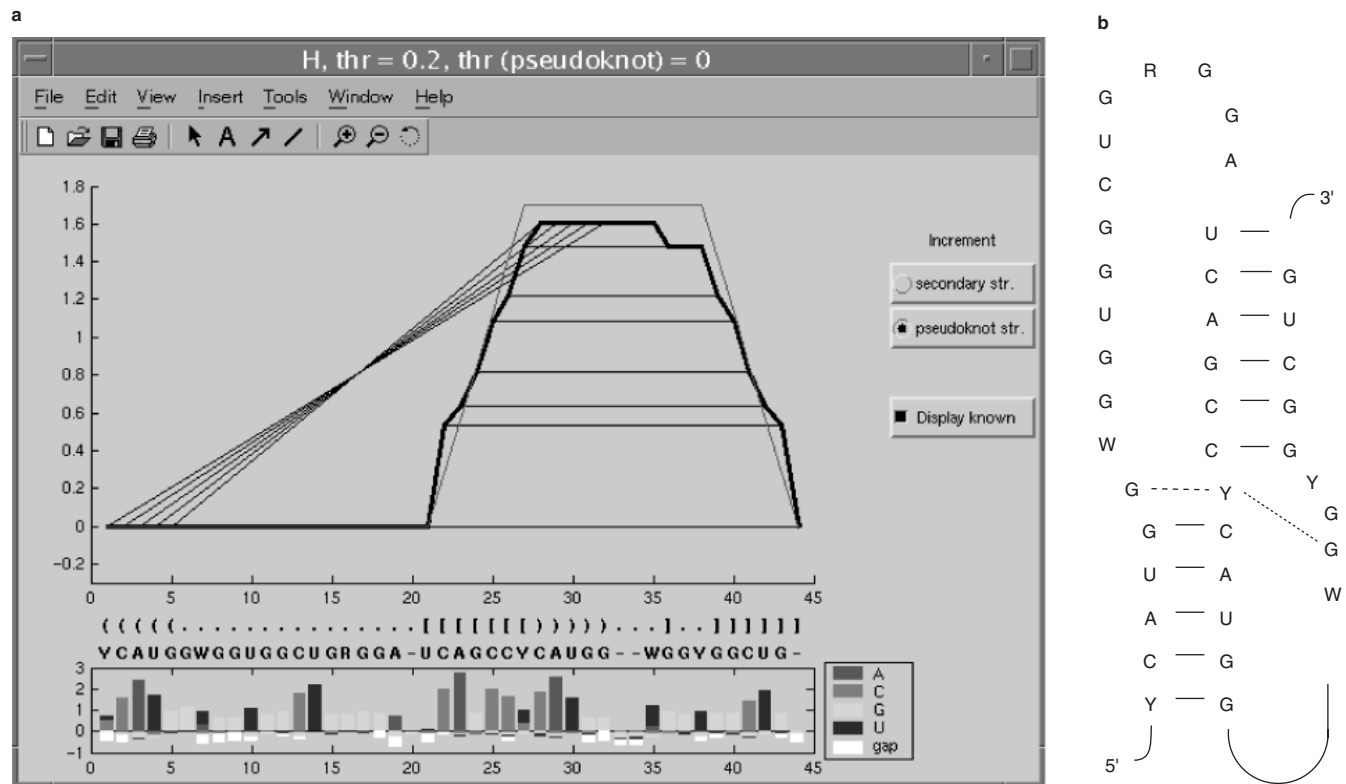 a
H, thr = 0.2, thr (pseudoknot) = 0
File Edit View Insert Tools Window Help
A
1.8
1.6
1.4
1.2
1
0.8
0.6
0.4
0.2
0
−0.2
0 5 10 15 20 25 30 35 40 45
( ( ( ( ( . . . . . . . . . . . . . . . [ [ [ [ [ [ [ ) ) ) ) ) . . . ] . . ] ] ] ] ] ]
Y C A U G G W G G U G G C U G R G G A - U C A G C C Y C A U G G - - W G G Y G G C U G -
3
2
1
0
−1
0 5 10 15 20 25 30 35 40 45
A
C
G
U
gap
Increment
secondary str.
pseudoknot str.
Display known
b
R G
G
G
U
A
C
3'
G U
G C G
U A U
G G C
G C G
W C G
G Y Y
G
G C G
U A W
A U
C G
Y G
5'